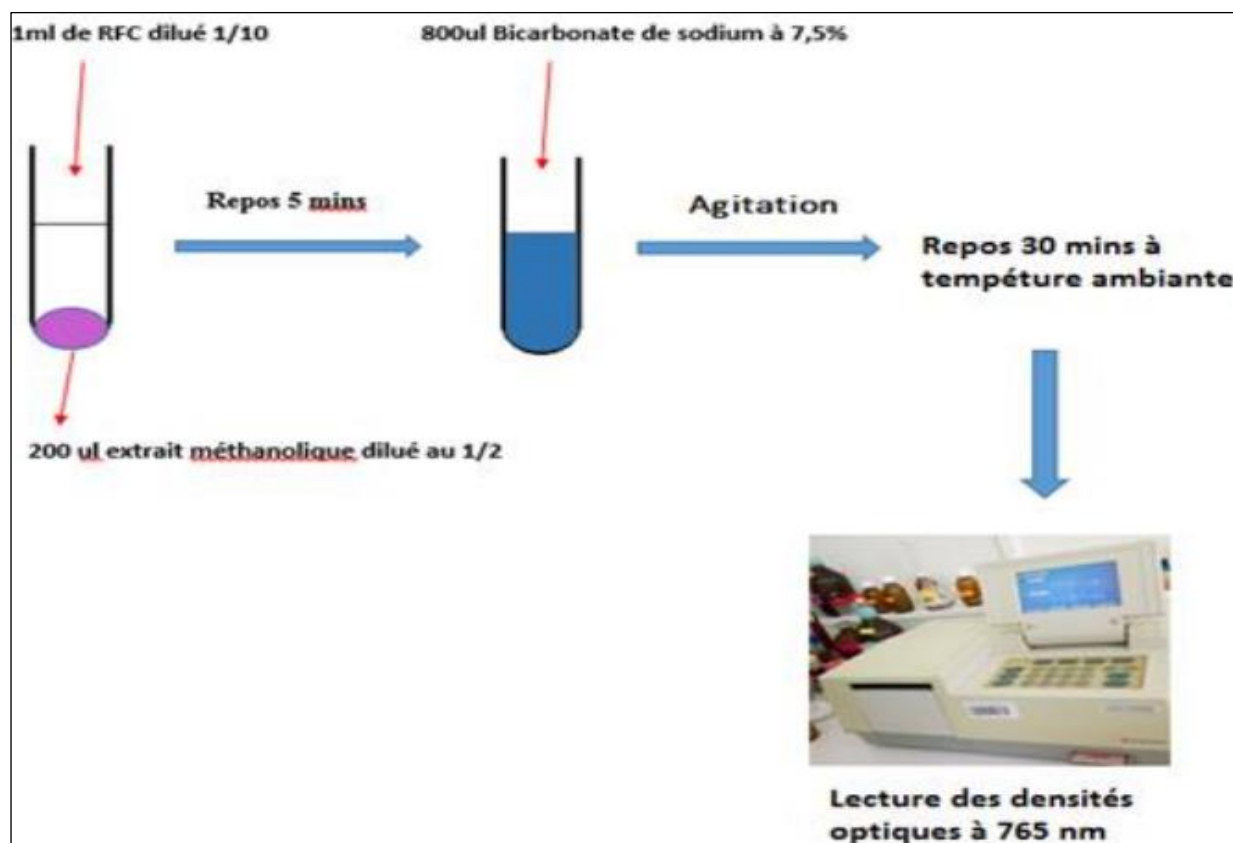 1ml de RFC dilué 1/10
800ul Bicarbonate de sodium à 7,5%
Repos 5 mins
Agitation
Repos 30 mins à
tempéture ambiante
200 ul extrait méthanolique dilué au 1/2
Lecture des densités
optiques à 765 nm